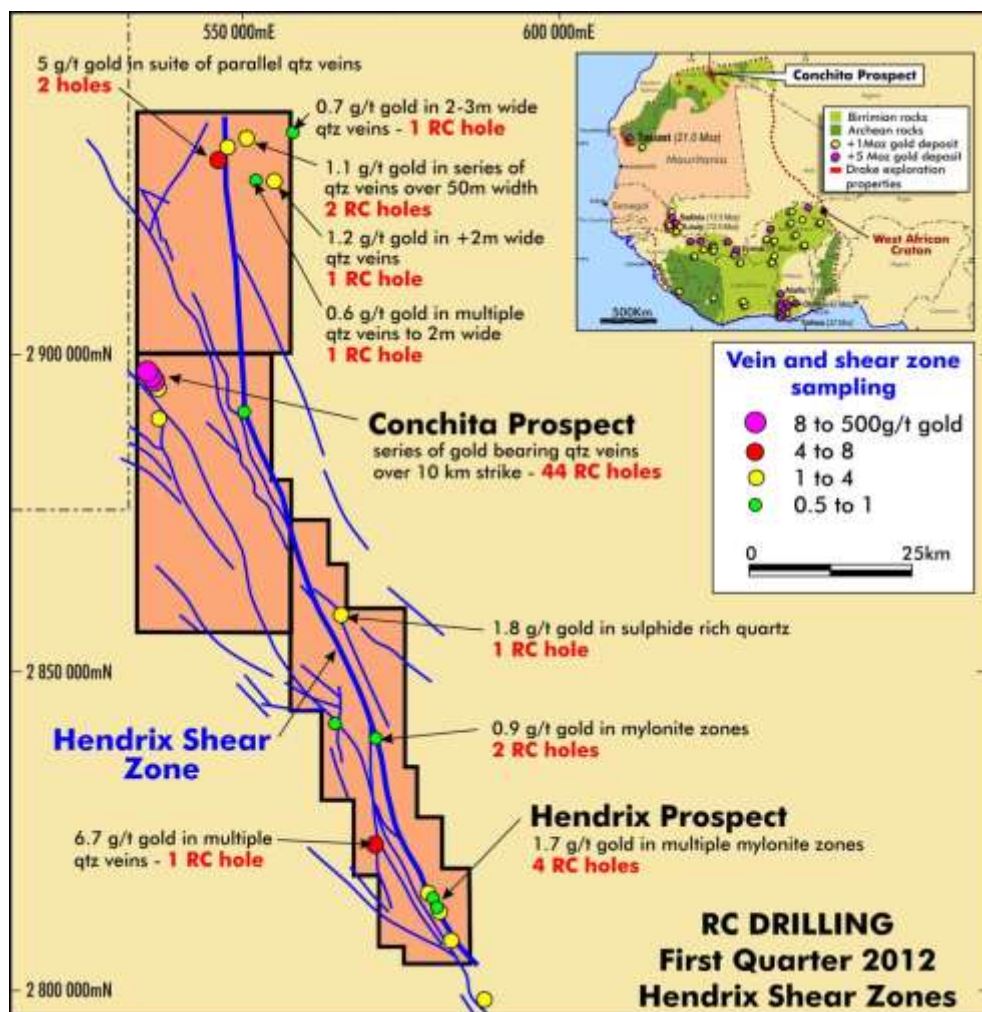 550 000mE
600 000mE
5 g/t gold in suite of parallel qtz veins
2 holes
0.7 g/t gold in 2-3m wide
qtz veins - 1 RC hole
1.1 g/t gold in series of
qtz veins over 50m width
2 RC holes
1.2 g/t gold in +2m wide
qtz veins
1 RC hole
0.6 g/t gold in multiple
qtz veins to 2m wide
1 RC hole
Conchita Prospect
Birrimian rocks
Archean rocks
+1Moz gold deposit
+5 Moz gold deposit
Drake exploration
properties
Mauritania
Senegal
West African
Craton
500Km
2 900 000mN
Vein and shear zone
sampling
8 to 500g/t gold
4 to 8
1 to 4
0.5 to 1
0
25km
Conchita Prospect
series of gold bearing qtz veins
over 10 km strike - 44 RC holes
1.8 g/t gold in sulphide rich quartz
1 RC hole
2 850 000mN
Hendrix Shear
Zone
0.9 g/t gold in mylonite zones
2 RC holes
6.7 g/t gold in multiple
qtz veins - 1 RC hole
Hendrix Prospect
1.7 g/t gold in multiple mylonite zones
4 RC holes
RC DRILLING
First Quarter 2012
Hendrix Shear Zones
2 800 000mN